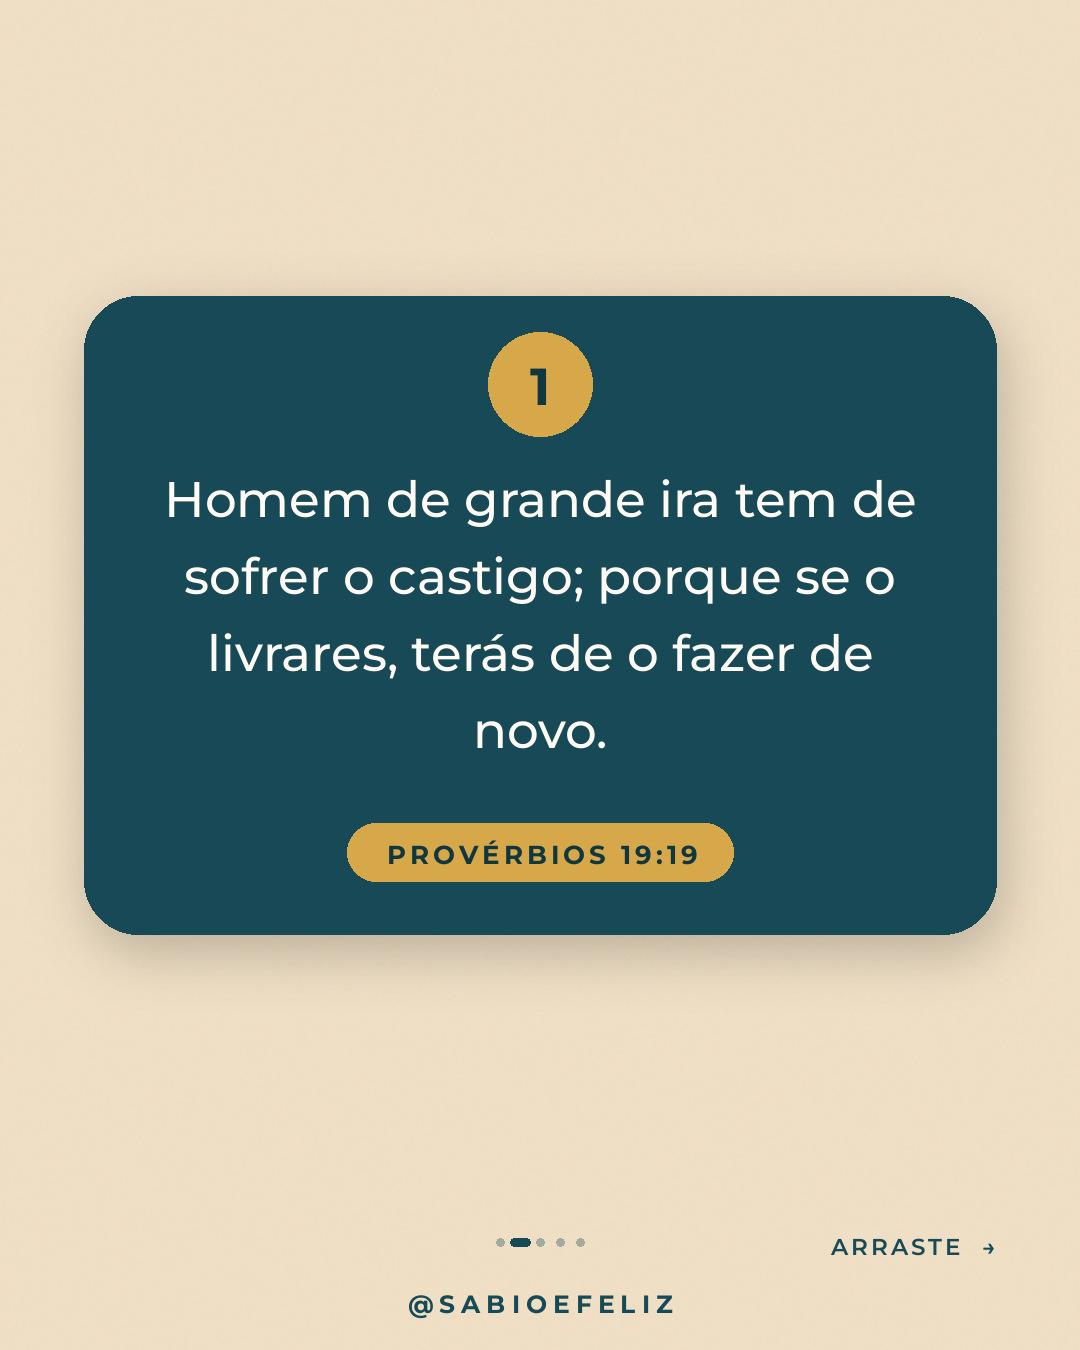 1
Homem de grande ira tem de
sofrer o castigo; porque se o
livrares, terás de o fazer de
novo.
PROVÉRBIOS 19:19
ARRASTE →
@SABIOEFELIZ